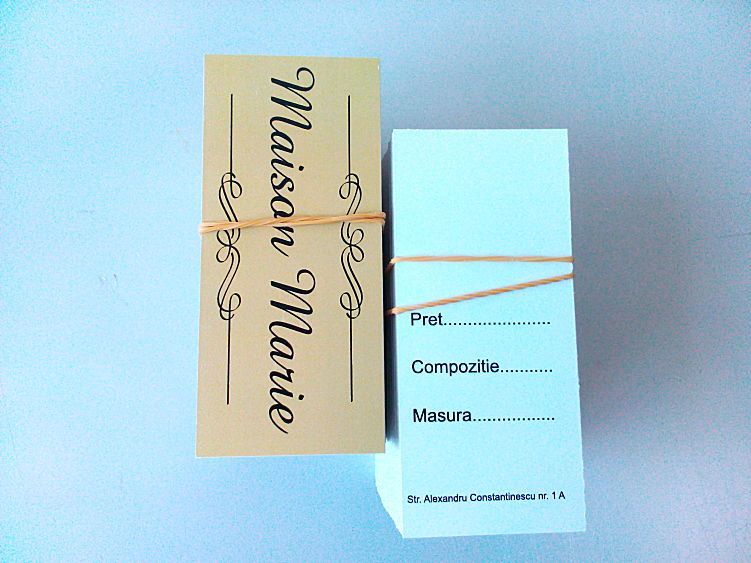 Maison Marie
Pret......................
Compozitie...........
Masura.................
Str. Alexandru Constantinescu nr. 1 A